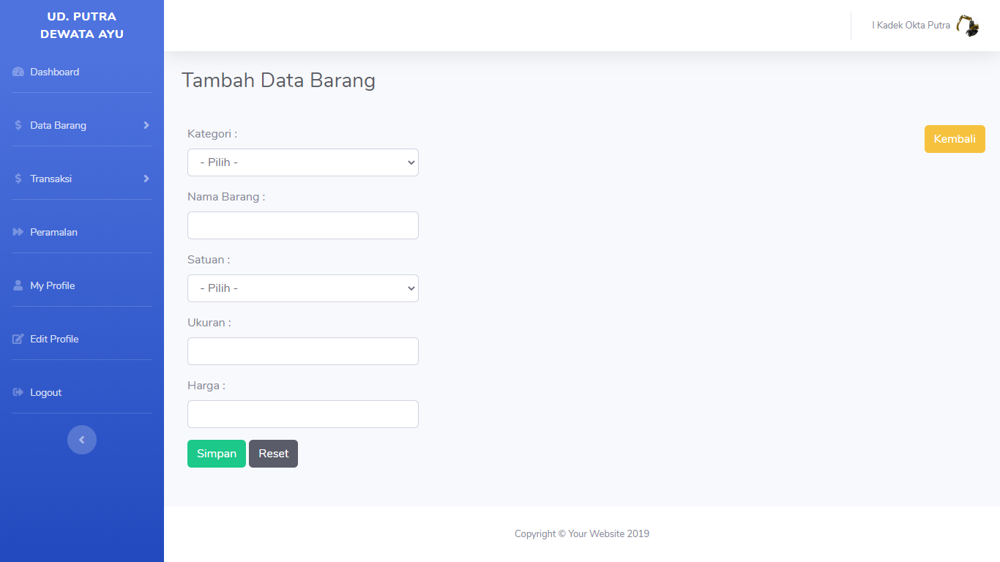 UD. PUTRA
DEWATA AYU
Dashboard
Data Barang
Transaksi
Peramalan
My Profile
Edit Profile
Logout
I Kadek Okta Putra
Tambah Data Barang
Kembali
Kategori :
- Pilih -
Nama Barang :
Satuan :
- Pilih -
Ukuran :
Harga :
Simpan Reset
Copyright © Your Website 2019